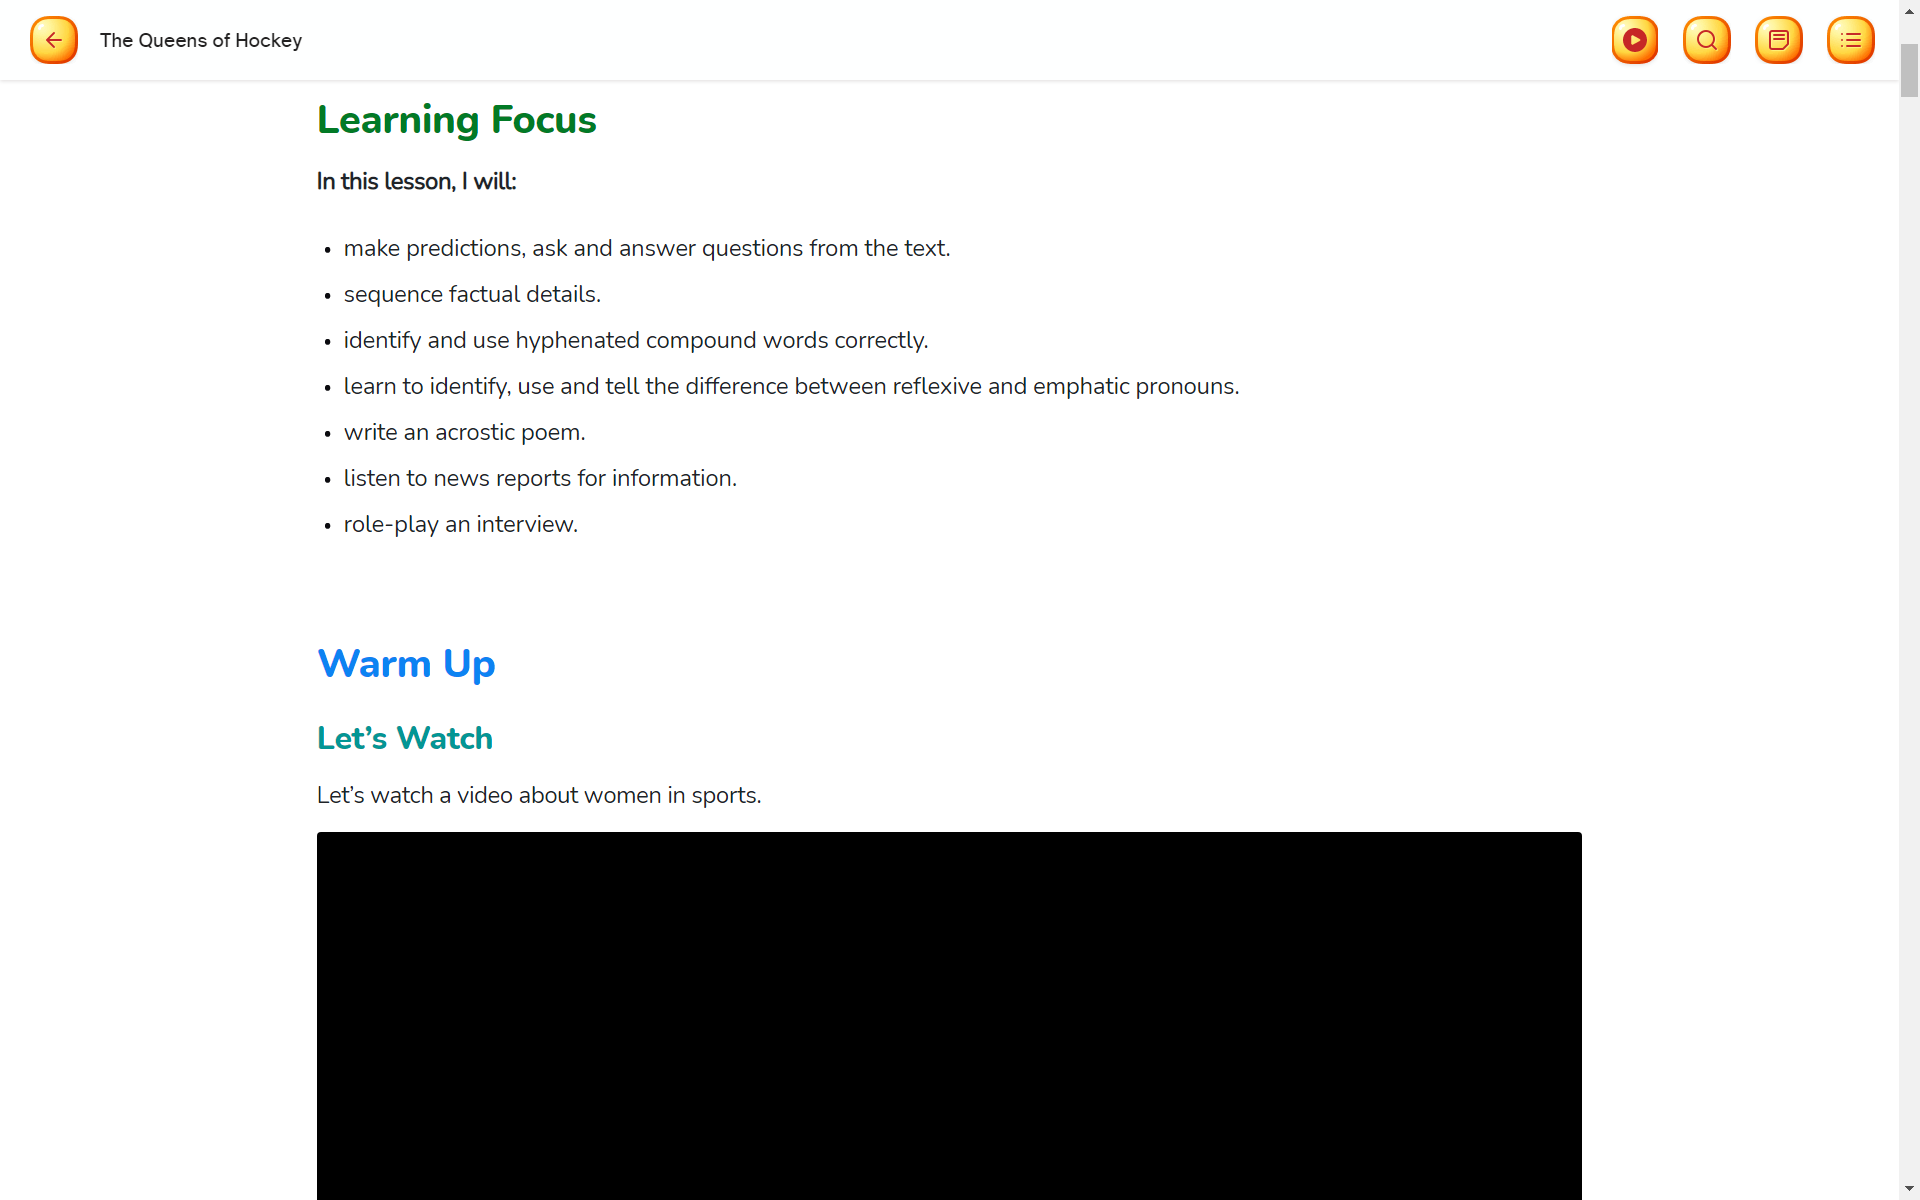 The Queens of Hockey
Learning Focus
In this lesson, I will:
• make predictions, ask and answer questions from the text.
• sequence factual details.
• identify and use hyphenated compound words correctly.
• learn to identify, use and tell the difference between reflexive and emphatic pronouns.
• write an acrostic poem.
• listen to news reports for information.
• role-play an interview.
Warm Up
Let’s Watch
Let’s watch a video about women in sports.